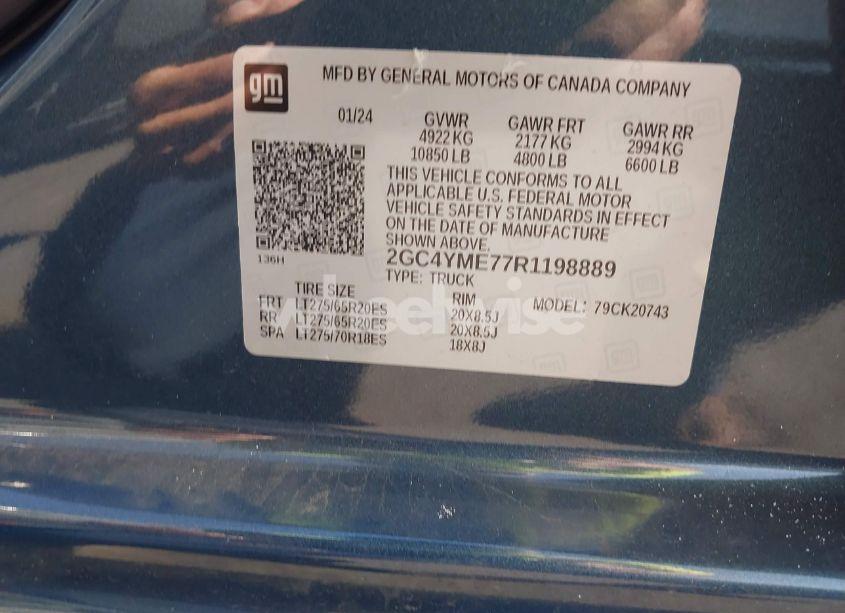 gm
MFD BY GENERAL MOTORS OF CANADA COMPANY
01/24 GVWR GAWR FRT GAWR RR
4922 KG 2177 KG 2994 KG
10850 LB 4800 LB 6600 LB
THIS VEHICLE CONFORMS TO ALL
APPLICABLE U.S. FEDERAL MOTOR
VEHICLE SAFETY STANDARDS IN EFFECT
ON THE DATE OF MANUFACTURE
SHOWN ABOVE.
136H
2GC4YME77R1198889
TYPE: TRUCK
TIRE SIZE RIM MODEL: 79CK20743
FRT LT275/65R20ES 20X8.5J
RR LT275/65R20ES 20X8.5J
SPA LT275/70R18ES 18X8J
wheelwise